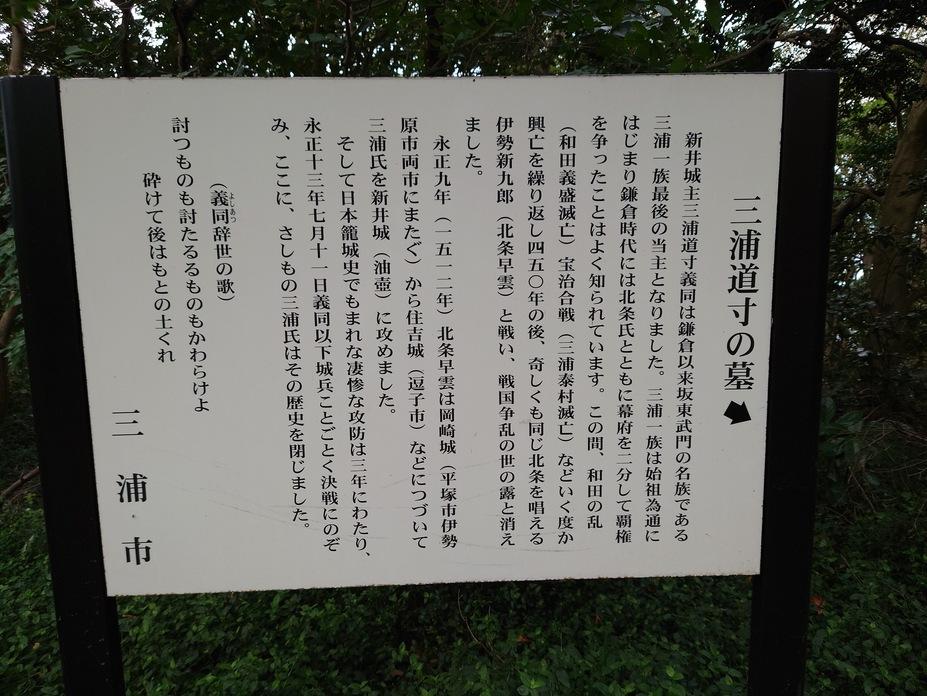 三浦道寸の墓
新井城主三浦道寸義同は鎌倉以来坂東武門の名族である
三浦一族最後の当主となりました。三浦一族は始祖為通に
はじまり鎌倉時代には北条氏とともに幕府を二分して覇権
を争ったことはよく知られています。この間、和田の乱
（和田義盛滅亡）宝治合戦（三浦泰村滅亡）などいく度か
興亡を繰り返し四五〇年の後、奇しくも同じ北条を唱える
伊勢新九郎（北条早雲）と戦い、戦国争乱の世の露と消え
ました。
永正九年（一五一二年）北条早雲は岡崎城（平塚市伊勢
原市両市にまたぐ）から住吉城（逗子市）などにつづいて
三浦氏を新井城（油壺）に攻めました。
そして日本籠城史でもまれな凄惨な攻防は三年にわたり、
永正十三年七月十一日義同以下城兵ことごとく決戦にのぞ
み、ここに、さしもの三浦氏はその歴史を閉じました。
（義同辞世の歌）
よしあつ
討つものも討たるるものもかわらけよ
砕けて後はもとの土くれ
三浦市